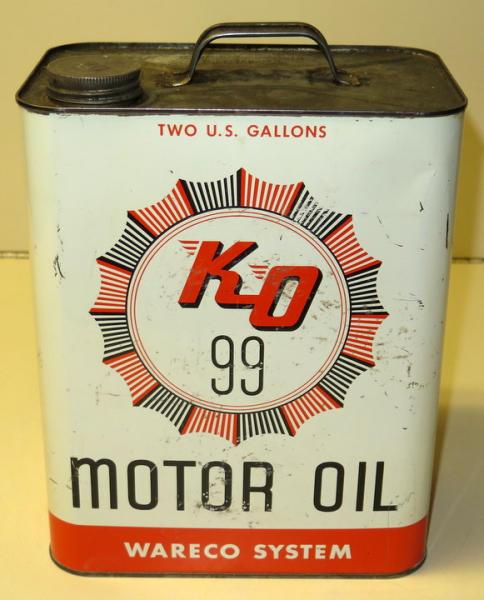 TWO U.S. GALLONS
KO
99
MOTOR OIL
WARECO SYSTEM